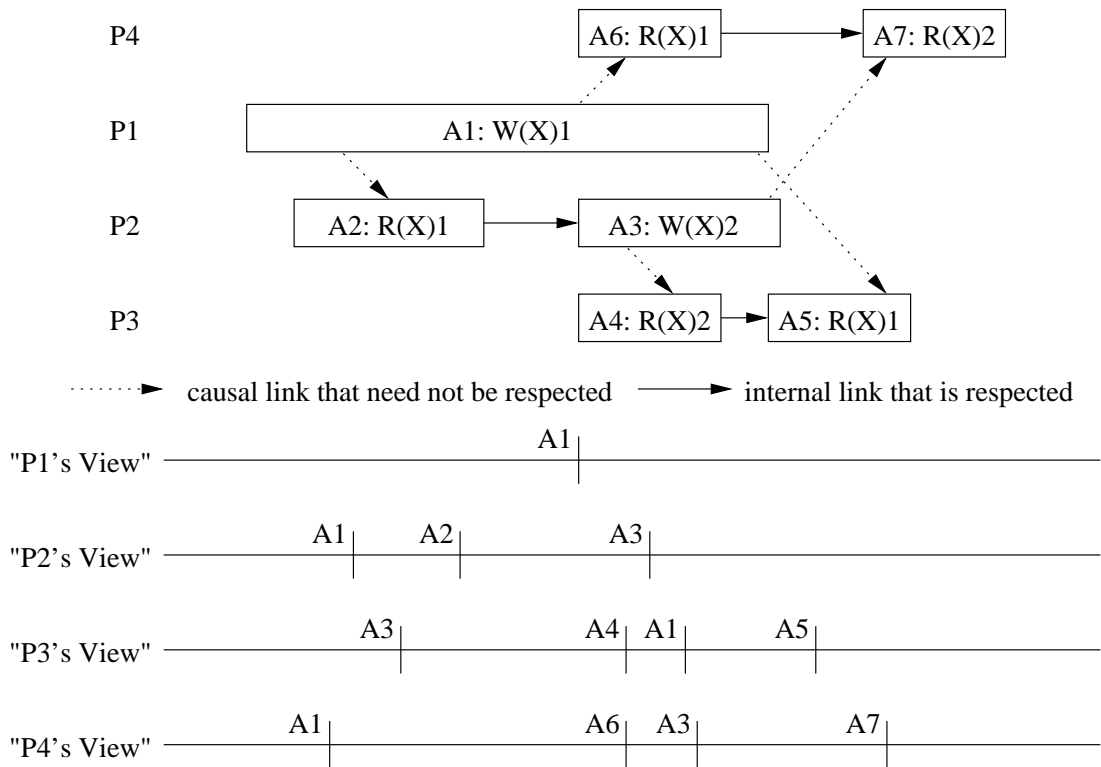 P4 A6: R(X)1 A7: R(X)2
P1 A1: W(X)1
P2 A2: R(X)1 A3: W(X)2
P3 A4: R(X)2 A5: R(X)1
causal link that need not be respected internal link that is respected
"P1's View" A1
"P2's View" A1 A2 A3
"P3's View" A3 A4 A1 A5
"P4's View" A1 A6 A3 A7